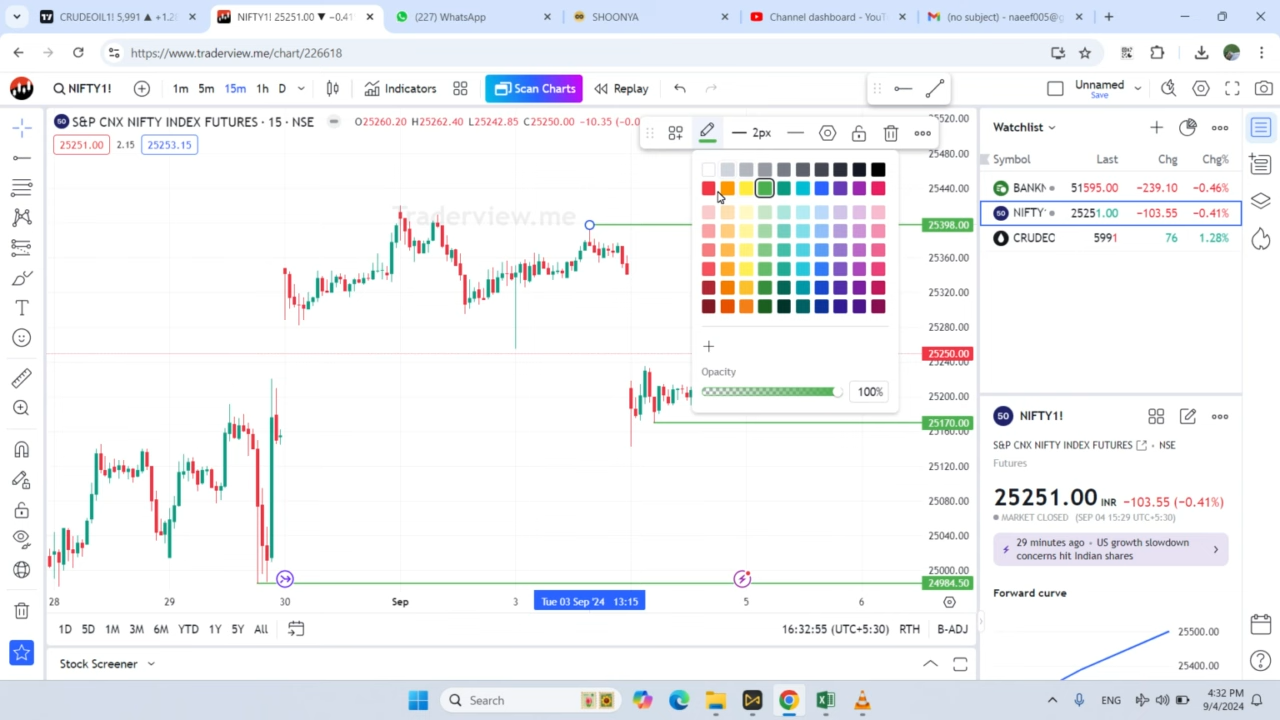 CRUDEOIL1! 5,991 ▲ +1.2
NIFTY1! 25251.00 ▼ −0.41
(227) WhatsApp
SHOONYA
Channel dashboard - YouT
(no subject) - naeef005@g
https://www.traderview.me/chart/226618
NIFTY1!
1m 5m 15m 1h D
Indicators
Scan Charts
Replay
Unnamed
Save
S&P CNX NIFTY INDEX FUTURES · 15 · NSE
O25260.20 H25262.40 L25242.85 C25250.00 −10.35 (−0.0
25251.00 2.15 25253.15
2px
Traderview.me
Opacity
100%
25520.00
25480.00
25440.00
25398.00
25360.00
25320.00
25280.00
25250.00
25240.00
25200.00
25170.00
25160.00
25120.00
25080.00
25040.00
25000.00
24984.50
28 29 30 Sep 3 Tue 03 Sep '24 13:15 5 6
1D 5D 1M 3M 6M YTD 1Y 5Y All
16:32:55 (UTC+5:30) RTH B-ADJ
Stock Screener
Watchlist
Symbol Last Chg Chg%
BANKN 51595.00 −239.10 −0.46%
NIFTY 25251.00 −103.55 −0.41%
CRUDEO 5991 76 1.28%
50 NIFTY1!
S&P CNX NIFTY INDEX FUTURES · NSE
Futures
25251.00 INR −103.55 (−0.41%)
MARKET CLOSED (SEP 04 15:29 UTC+5:30)
29 minutes ago • US growth slowdown
concerns hit Indian shares
Forward curve
25500.00
25400.00
Search
ENG
4:32 PM
9/4/2024